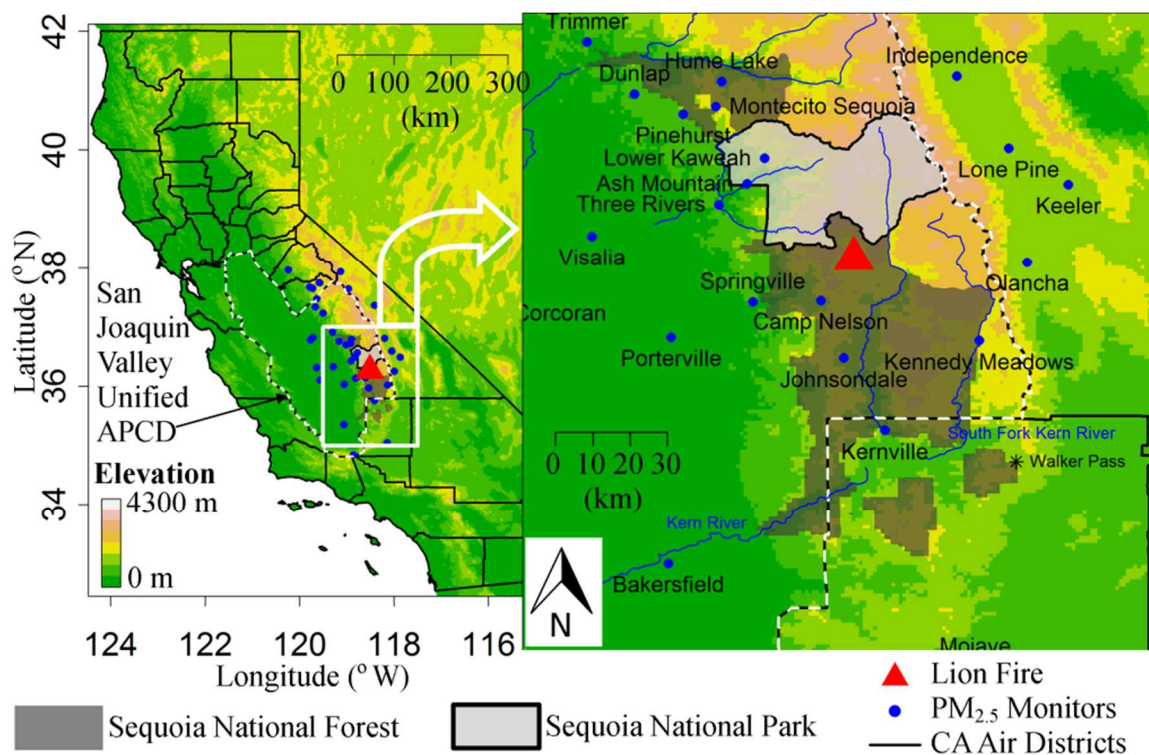 42
40
38
36
34
124
122
120
118
116
Latitude (° N)
Longitude (° W)
0 100 200 300
(km)
San
Joaquin
Valley
Unified
APCD
Elevation
4300 m
0 m
Trimmer
Hume Lake
Independence
Dunlap
Montecito Sequoia
Pinehurst
Lower Kaweah
Lone Pine
Ash Mountain
Three Rivers
Keeler
Visalia
Springville
Olancha
Corcoran
Camp Nelson
Porterville
Kennedy Meadows
Johnsondale
0 10 20 30
(km)
Kernville
South Fork Kern River
Walker Pass
Kern River
Bakersfield
N
Mojave
Sequoia National Forest
Sequoia National Park
Lion Fire
PM2.5 Monitors
CA Air Districts